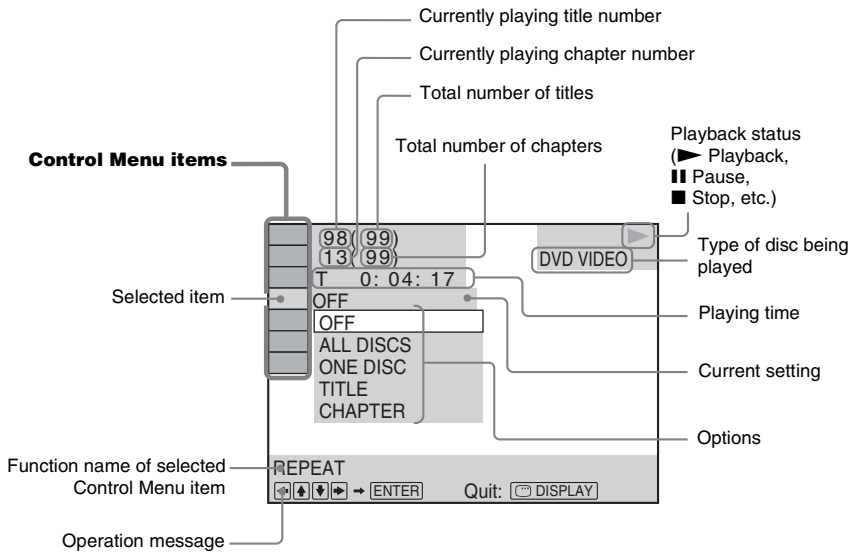 Currently playing title number
Currently playing chapter number
Total number of titles
Total number of chapters
Playback status
(► Playback,
▮▮ Pause,
■ Stop, etc.)
Control Menu items
98( 99)
13( 99)
DVD VIDEO
Type of disc being
played
T 0: 04: 17
Playing time
Selected item
OFF
OFF
ALL DISCS
ONE DISC
TITLE
CHAPTER
Current setting
Options
Function name of selected
Control Menu item
REPEAT
ENTER Quit: DISPLAY
Operation message